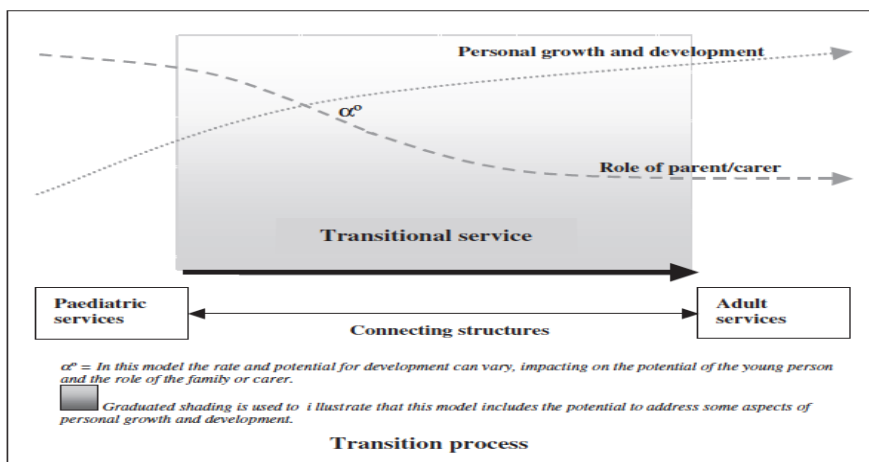 Personal growth and development
α°
Role of parent/carer
Transitional service
Paediatric
services
Adult
services
Connecting structures
α° = In this model the rate and potential for development can vary, impacting on the potential of the young person
and the role of the family or carer.
Graduated shading is used to i llustrate that this model includes the potential to address some aspects of
personal growth and development.
Transition process